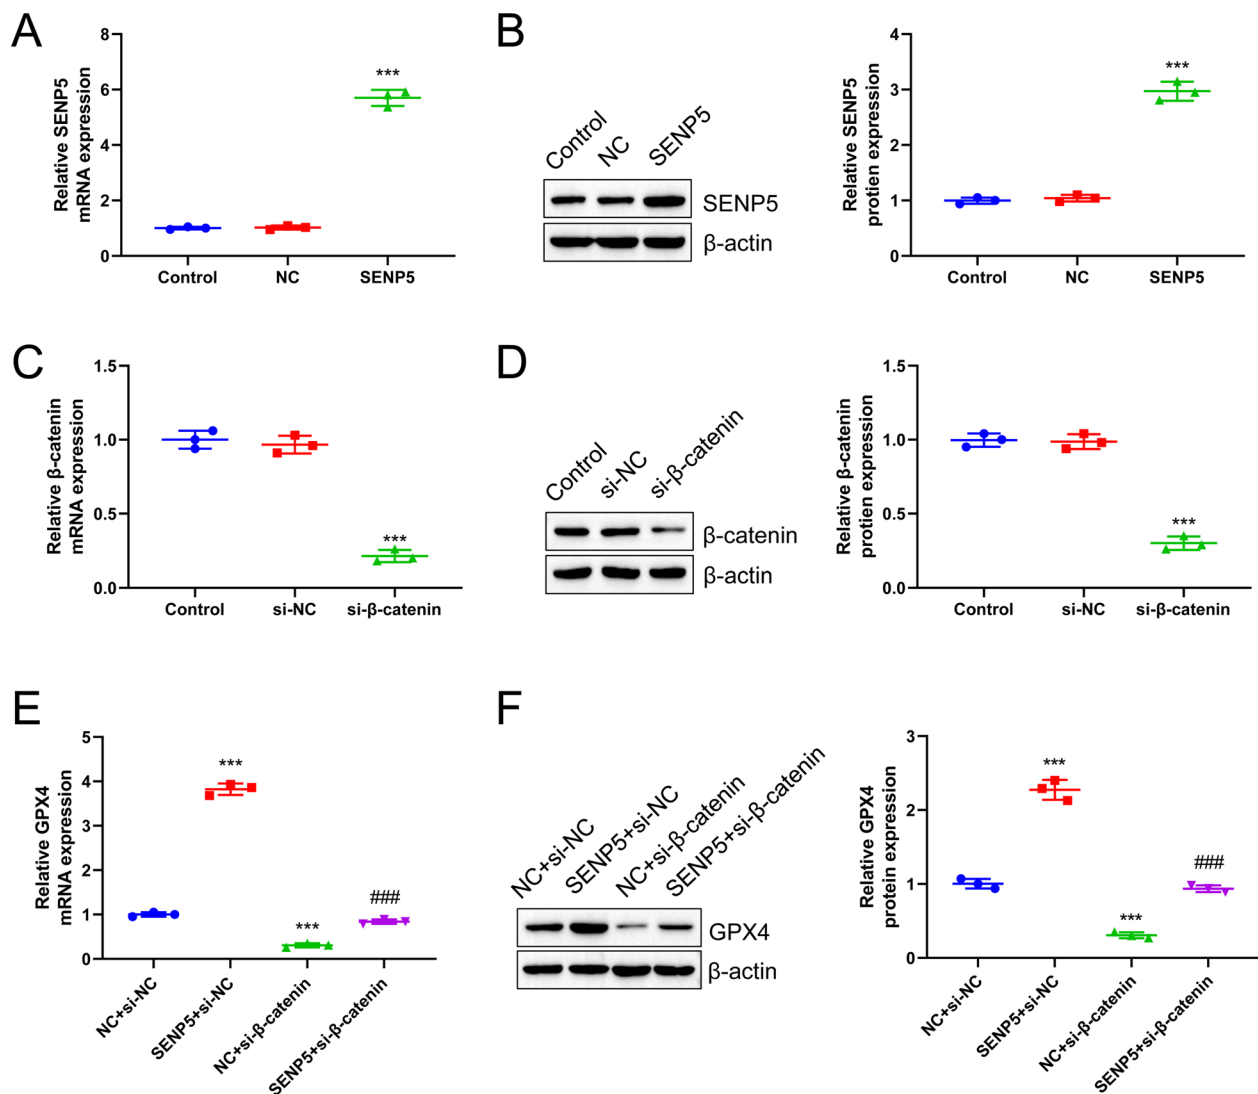 A
Relative SENP5
mRNA expression
8
6
4
2
0
***
Control
NC
SENP5
B
Control
NC
SENP5
SENP5
β-actin
Relative SENP5
protien expression
4
3
2
1
0
***
Control
NC
SENP5
C
Relative β-catenin
mRNA expression
1.5
1.0
0.5
0.0
***
Control
si-NC
si-β-catenin
D
Control
si-NC
si-β-catenin
β-catenin
β-actin
Relative β-catenin
protien expression
1.5
1.0
0.5
0.0
***
Control
si-NC
si-β-catenin
E
Relative GPX4
mRNA expression
5
4
3
2
1
0
***
***
###
NC+si-NC
SENP5+si-NC
NC+si-β-catenin
SENP5+si-β-catenin
F
NC+si-NC
SENP5+si-NC
NC+si-β-catenin
SENP5+si-β-catenin
GPX4
β-actin
Relative GPX4
protein expression
3
2
1
0
***
***
###
NC+si-NC
SENP5+si-NC
NC+si-β-catenin
SENP5+si-β-catenin